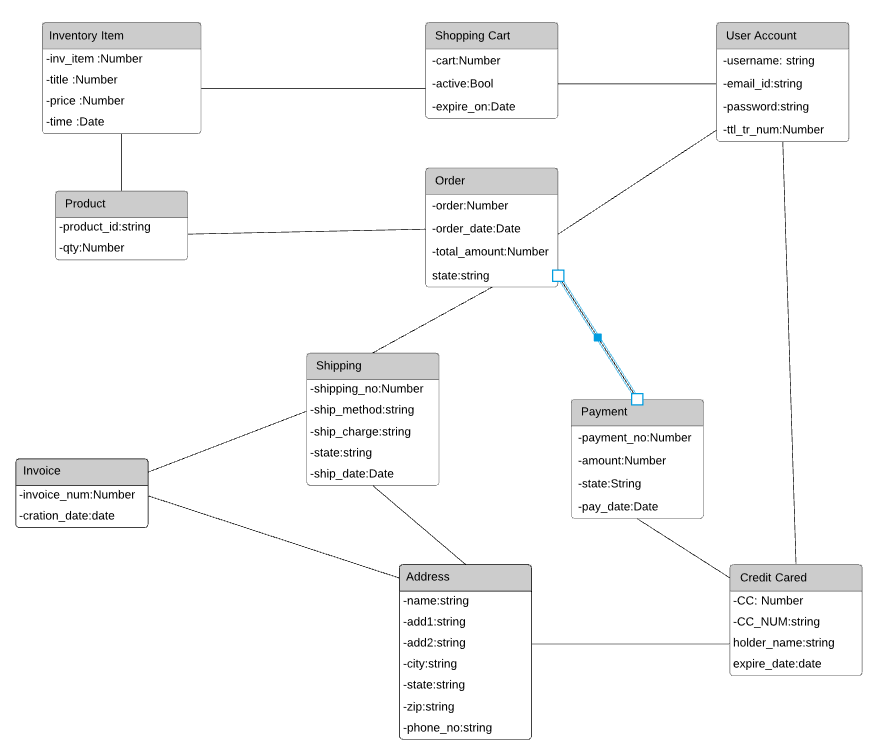 Inventory Item
-inv_item :Number
-title :Number
-price :Number
-time :Date
Shopping Cart
-cart:Number
-active:Bool
-expire_on:Date
User Account
-username: string
-email_id:string
-password:string
-ttl_tr_num:Number
Product
-product_id:string
-qty:Number
Order
-order:Number
-order_date:Date
-total_amount:Number
state:string
Shipping
-shipping_no:Number
-ship_method:string
-ship_charge:string
-state:string
-ship_date:Date
Payment
-payment_no:Number
-amount:Number
-state:String
-pay_date:Date
Invoice
-invoice_num:Number
-cration_date:date
Address
-name:string
-add1:string
-add2:string
-city:string
-state:string
-zip:string
-phone_no:string
Credit Cared
-CC: Number
-CC_NUM:string
holder_name:string
expire_date:date